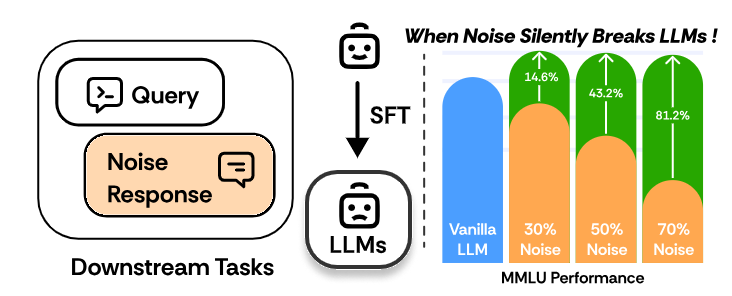 Query
Noise
Response
Downstream Tasks
SFT
LLMs
When Noise Silently Breaks LLMs !
14.6%
43.2%
81.2%
Vanilla
LLM
30%
Noise
50%
Noise
70%
Noise
MMLU Performance